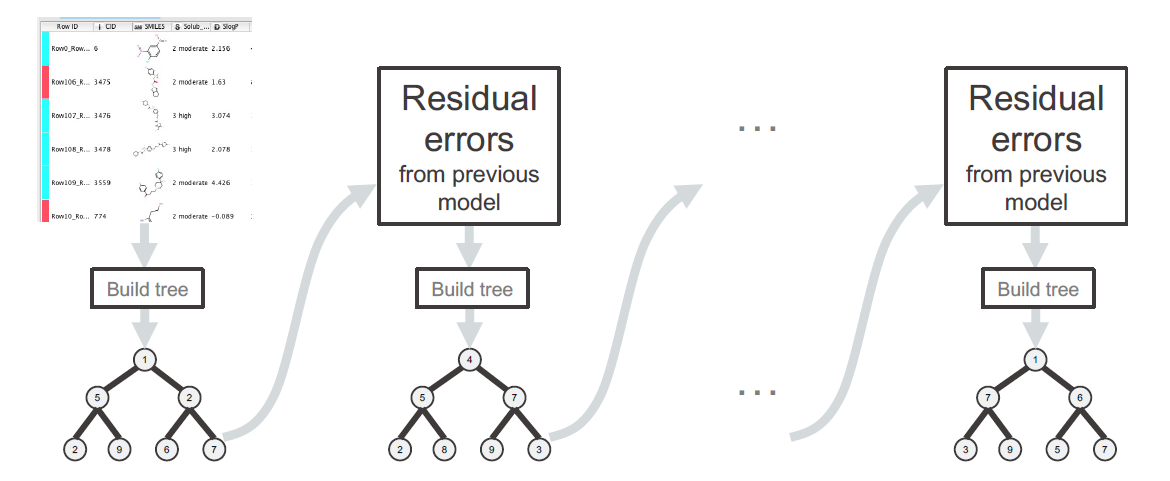 Row ID CID SMILES Solub_... SlogP
Row0_Row... 6 2 moderate 2.156
Row106_R... 3475 2 moderate 1.63
Row107_R... 3476 3 high 3.074
Row108_R... 3478 3 high 2.078
Row109_R... 3559 2 moderate 4.426
Row10_Ro... 774 2 moderate -0.089
Residual
errors
from previous
model
...
Residual
errors
from previous
model
Build tree
Build tree
Build tree
1
5 2
2 9 6 7
4
5 7
2 8 9 3
...
1
7 6
3 9 5 7